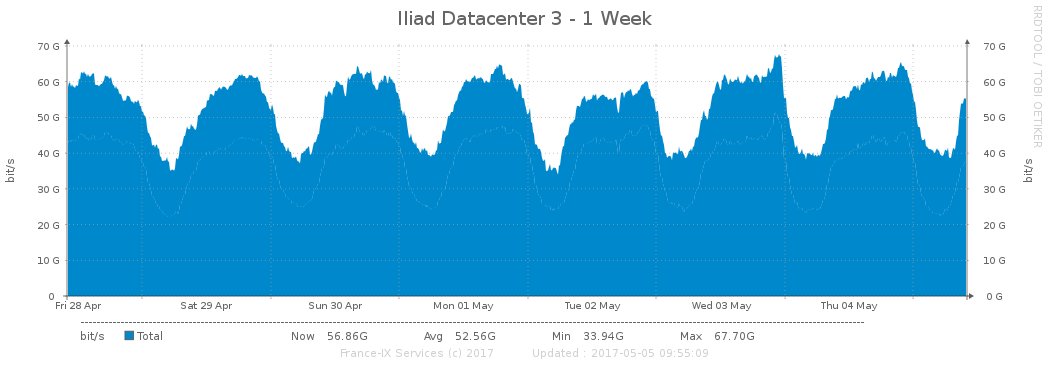 Iliad Datacenter 3 - 1 Week
RRDTOOL / TOBI OETIKER
70 G 70 G
60 G 60 G
50 G 50 G
40 G 40 G
30 G 30 G
20 G 20 G
10 G 10 G
0 0 G
bit/s bit/s
Fri 28 Apr Sat 29 Apr Sun 30 Apr Mon 01 May Tue 02 May Wed 03 May Thu 04 May
bit/s Total Now 56.86G Avg 52.56G Min 33.94G Max 67.70G
France-IX Services (c) 2017 Updated : 2017-05-05 09:55:09